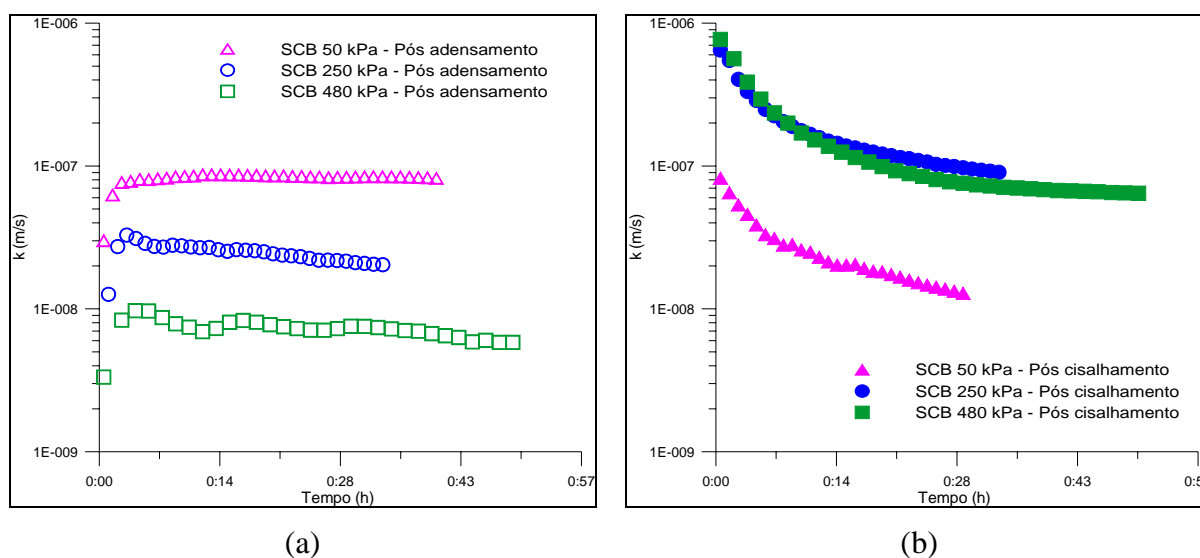 1E-006
SCB 50 kPa - Pós adensamento
SCB 250 kPa - Pós adensamento
SCB 480 kPa - Pós adensamento
1E-007
k (m/s)
1E-008
1E-009
0:00 0:14 0:28 0:43 0:57
Tempo (h)
(a)
1E-006
1E-007
k (m/s)
1E-008
SCB 50 kPa - Pós cisalhamento
SCB 250 kPa - Pós cisalhamento
SCB 480 kPa - Pós cisalhamento
1E-009
0:00 0:14 0:28 0:43
Tempo (h)
(b)